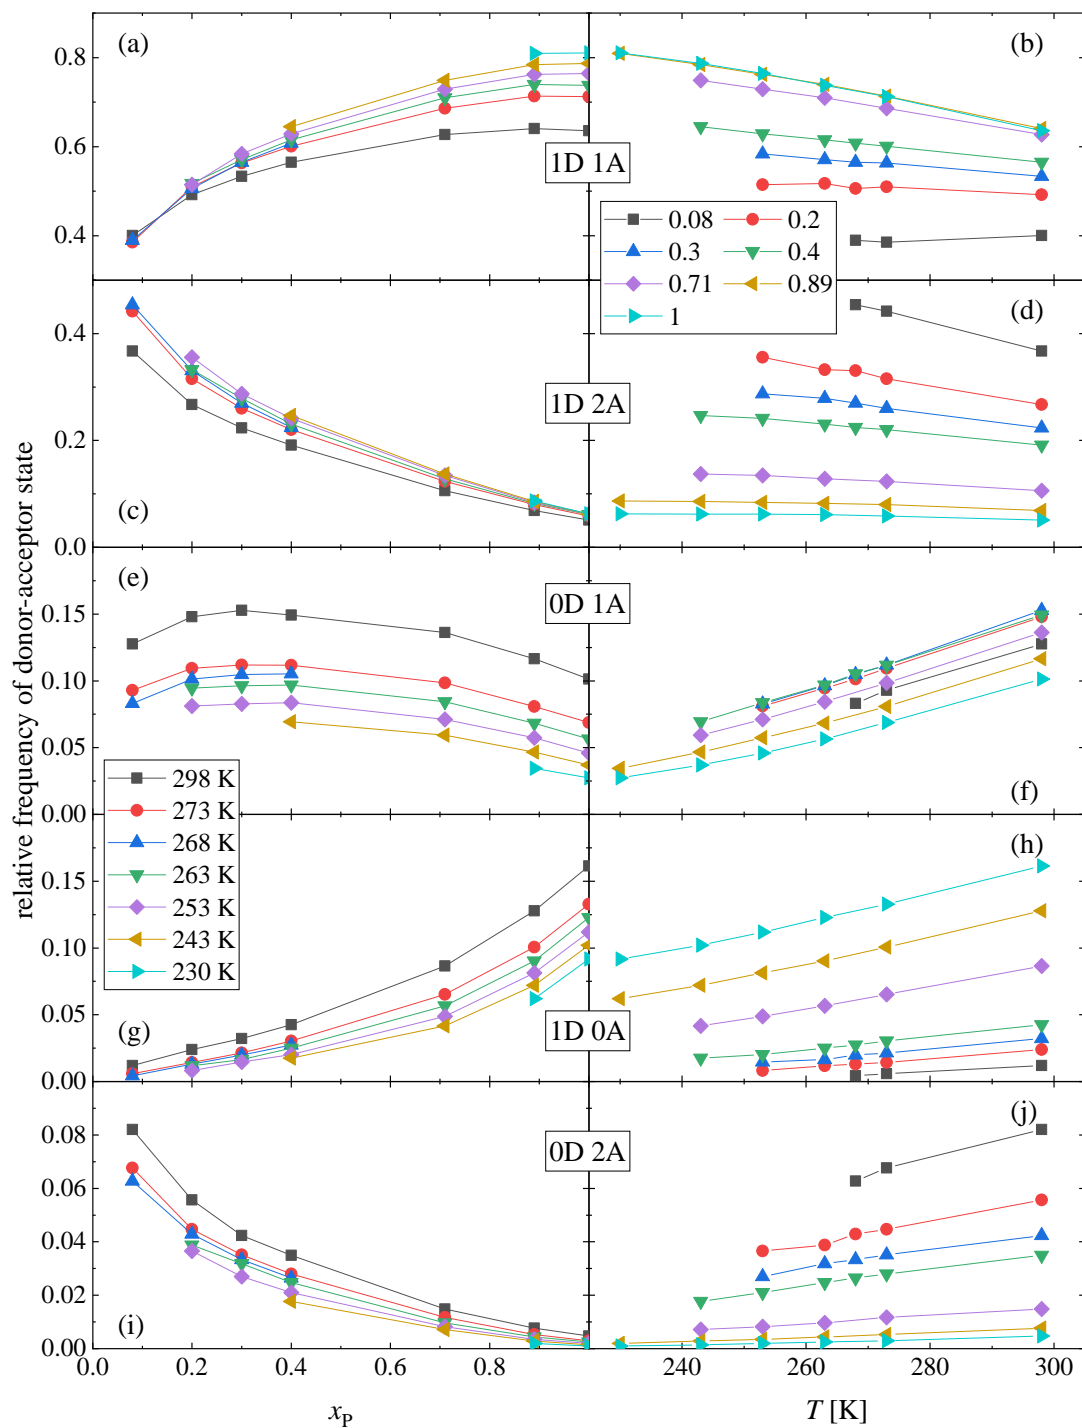 relative frequency of donor-acceptor state
(a)
(b)
0.8
0.6
0.4
1D 1A
0.08
0.2
0.3
0.4
0.71
0.89
1
(c)
(d)
0.4
0.2
0.0
1D 2A
(e)
(f)
0.15
0.10
0.05
0.00
0D 1A
298 K
273 K
268 K
263 K
253 K
243 K
230 K
(g)
(h)
0.15
0.10
0.05
0.00
1D 0A
(i)
(j)
0.08
0.06
0.04
0.02
0.00
0D 2A
0.0 0.2 0.4 0.6 0.8
240 260 280 300
xP
T [K]